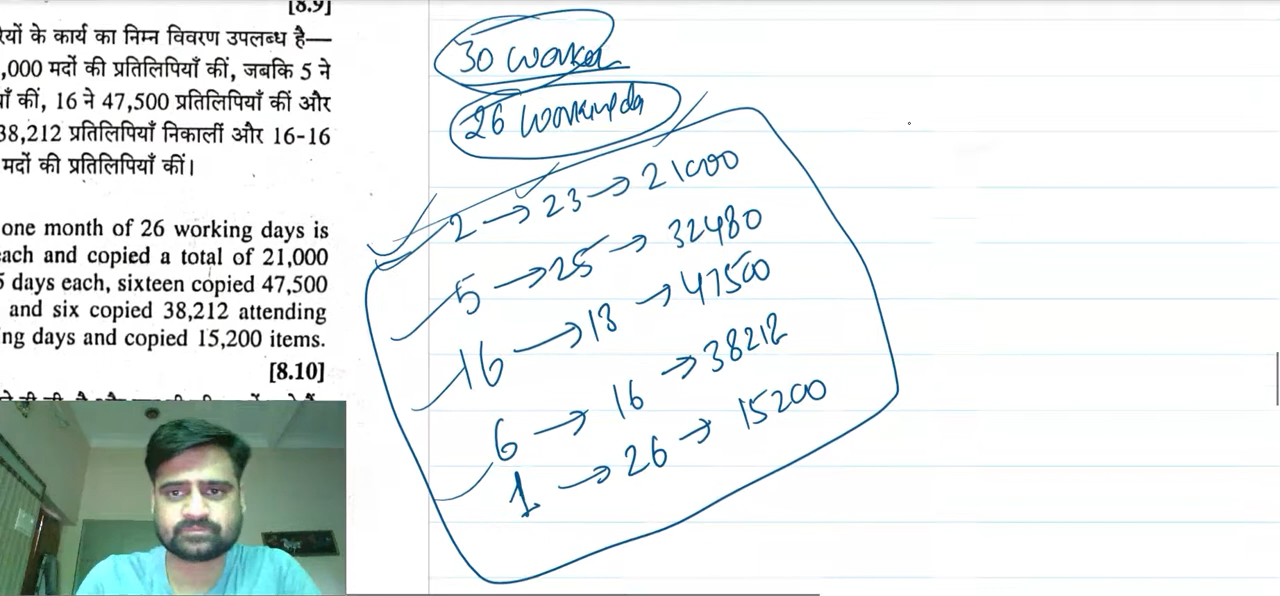 [8.9]
रियों के कार्य का निम्न विवरण उपलब्ध है—
,000 मदों की प्रतिलिपियाँ कीं, जबकि 5 ने
याँ कीं, 16 ने 47,500 प्रतिलिपियाँ कीं और
38,212 प्रतिलिपियाँ निकालीं और 16-16
मदों की प्रतिलिपियाँ कीं।
one month of 26 working days is
each and copied a total of 21,000
5 days each, sixteen copied 47,500
and six copied 38,212 attending
ng days and copied 15,200 items.
[8.10]
30 worker
26 working da
2 → 23 → 21000
5 → 25 → 32480
16 → 18 → 47500
6 → 16 → 38212
1 → 26 → 15200